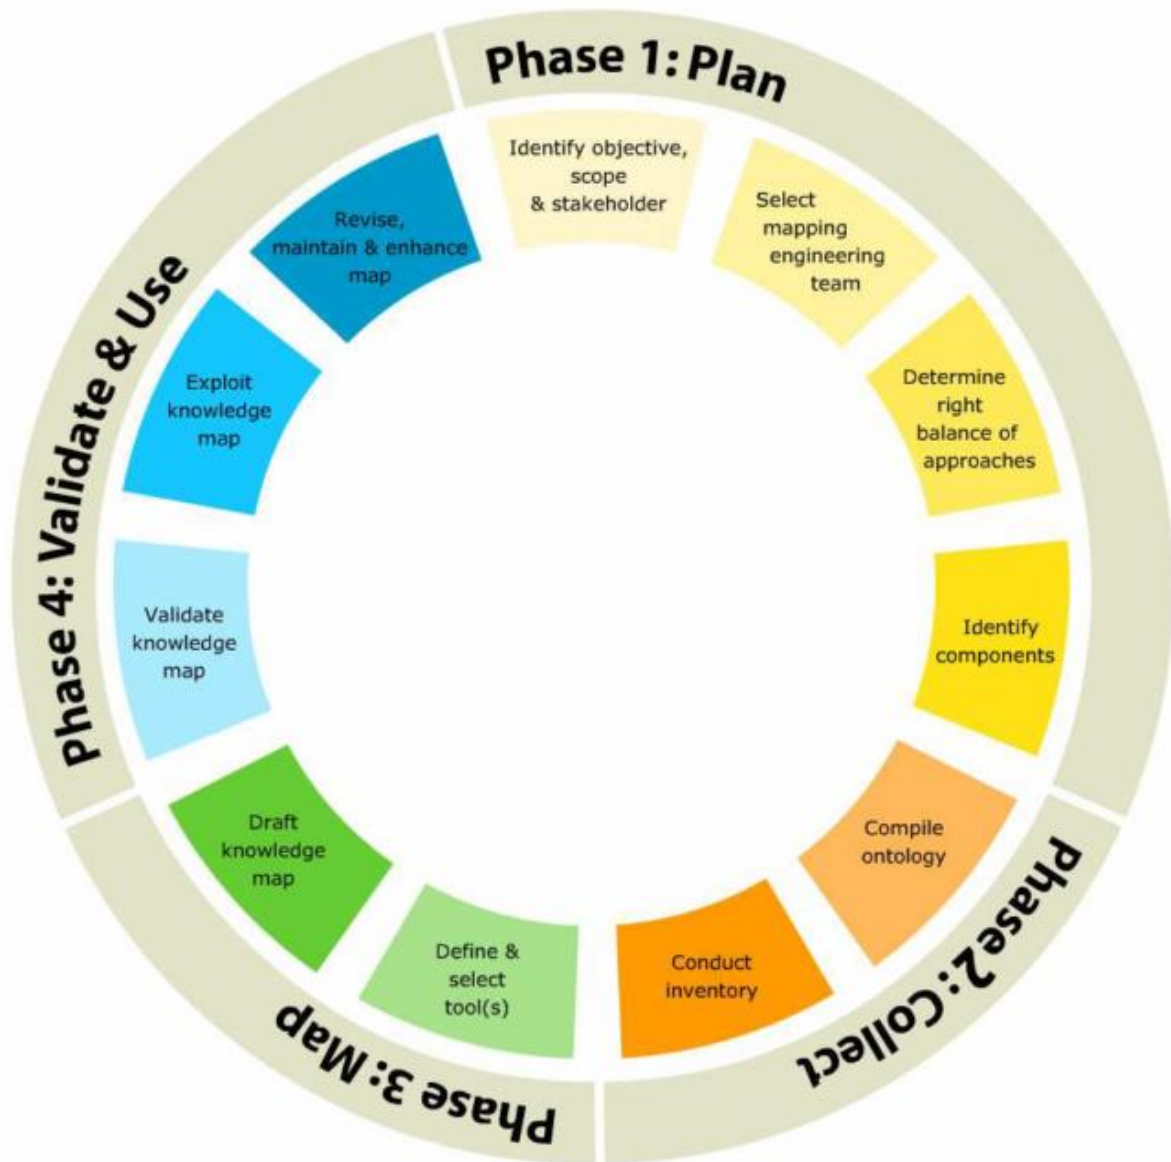 Phase 1: Plan
Identify objective,
scope
& stakeholder
Select
mapping
engineering
team
Determine
right
balance of
approaches
Identify
components
Phase2: Collect
Compile
ontology
Conduct
inventory
Phase 3: Map
Define &
select
tool(s)
Draft
knowledge
map
Phase 4: Validate & Use
Validate
knowledge
map
Exploit
knowledge
map
Revise,
maintain & enhance
map